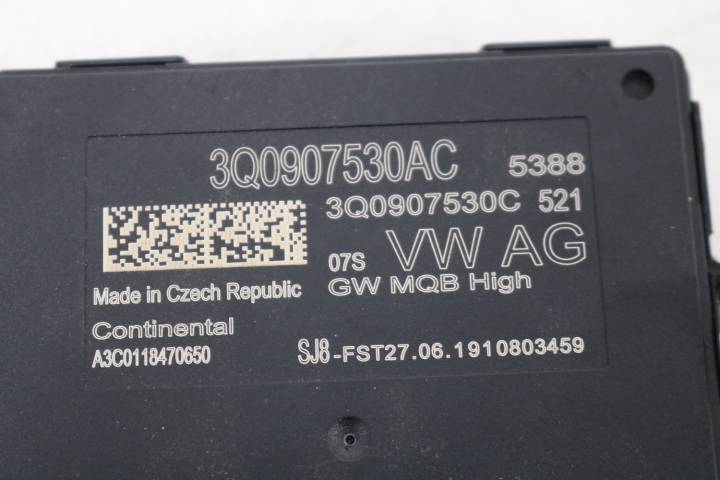 3Q0907530AC 5388
3Q0907530C 521
07S VW AG
GW MQB High
Made in Czech Republic
Continental
A3C0118470650 SJ8-FST27.06.1910803459